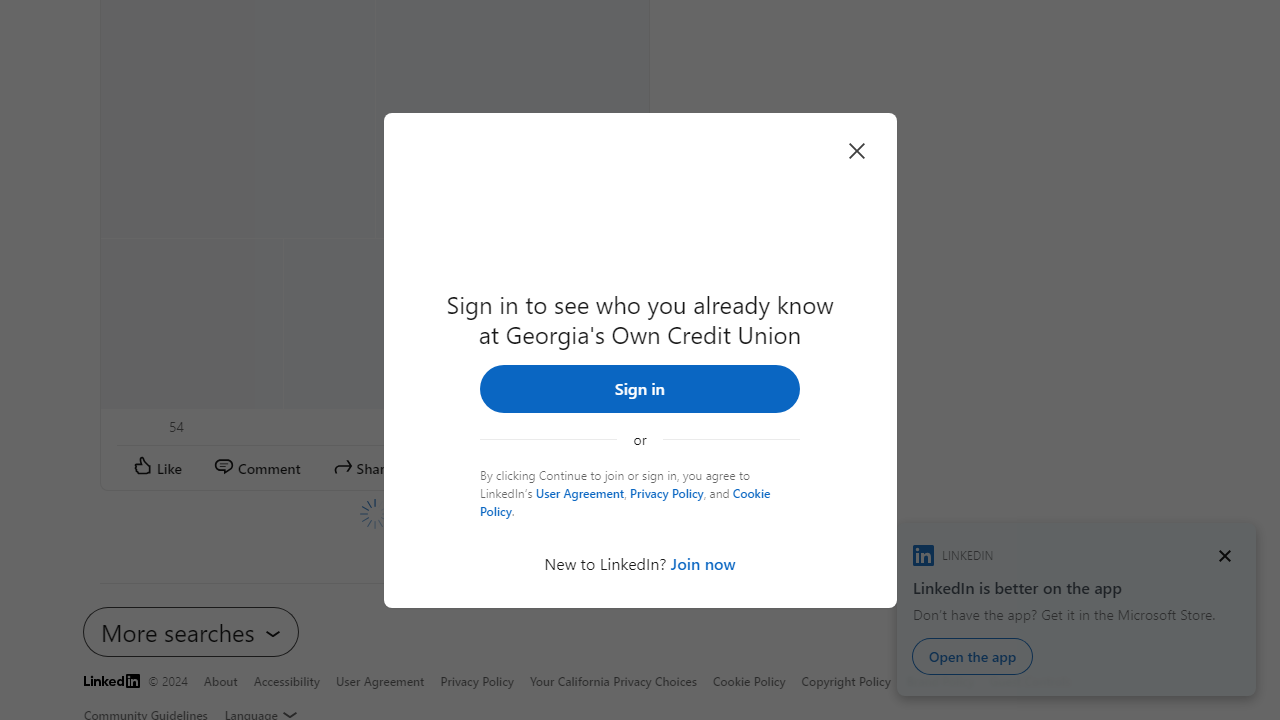 Sign in to see who you already know
at Georgia's Own Credit Union
Sign in
or
By clicking Continue to join or sign in, you agree to
LinkedIn's User Agreement, Privacy Policy, and Cookie
Policy.
New to LinkedIn? Join now
54
Like Comment Shar
LINKEDIN
LinkedIn is better on the app
Don't have the app? Get it in the Microsoft Store.
Open the app
More searches
LinkedIn © 2024 About Accessibility User Agreement Privacy Policy Your California Privacy Choices Cookie Policy Copyright Policy
Community Guidelines Language